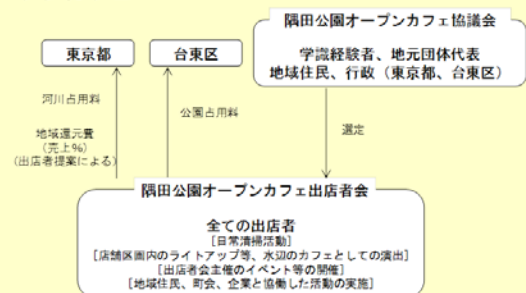 隅田公園オープンカフェ協議会
学識経験者、地元団体代表
地域住民、行政（東京都、台東区）
東京都
台東区
河川占用料
地域還元費
(売上%)
(出店者提案による)
公園占用料
選定
隅田公園オープンカフェ出店者会
全ての出店者
[日常清掃活動]
[店舗区画内のライトアップ等、水辺のカフェとしての演出]
[出店者会主催のイベント等の開催]
[地域住民、町会、企業と協働した活動の実施]